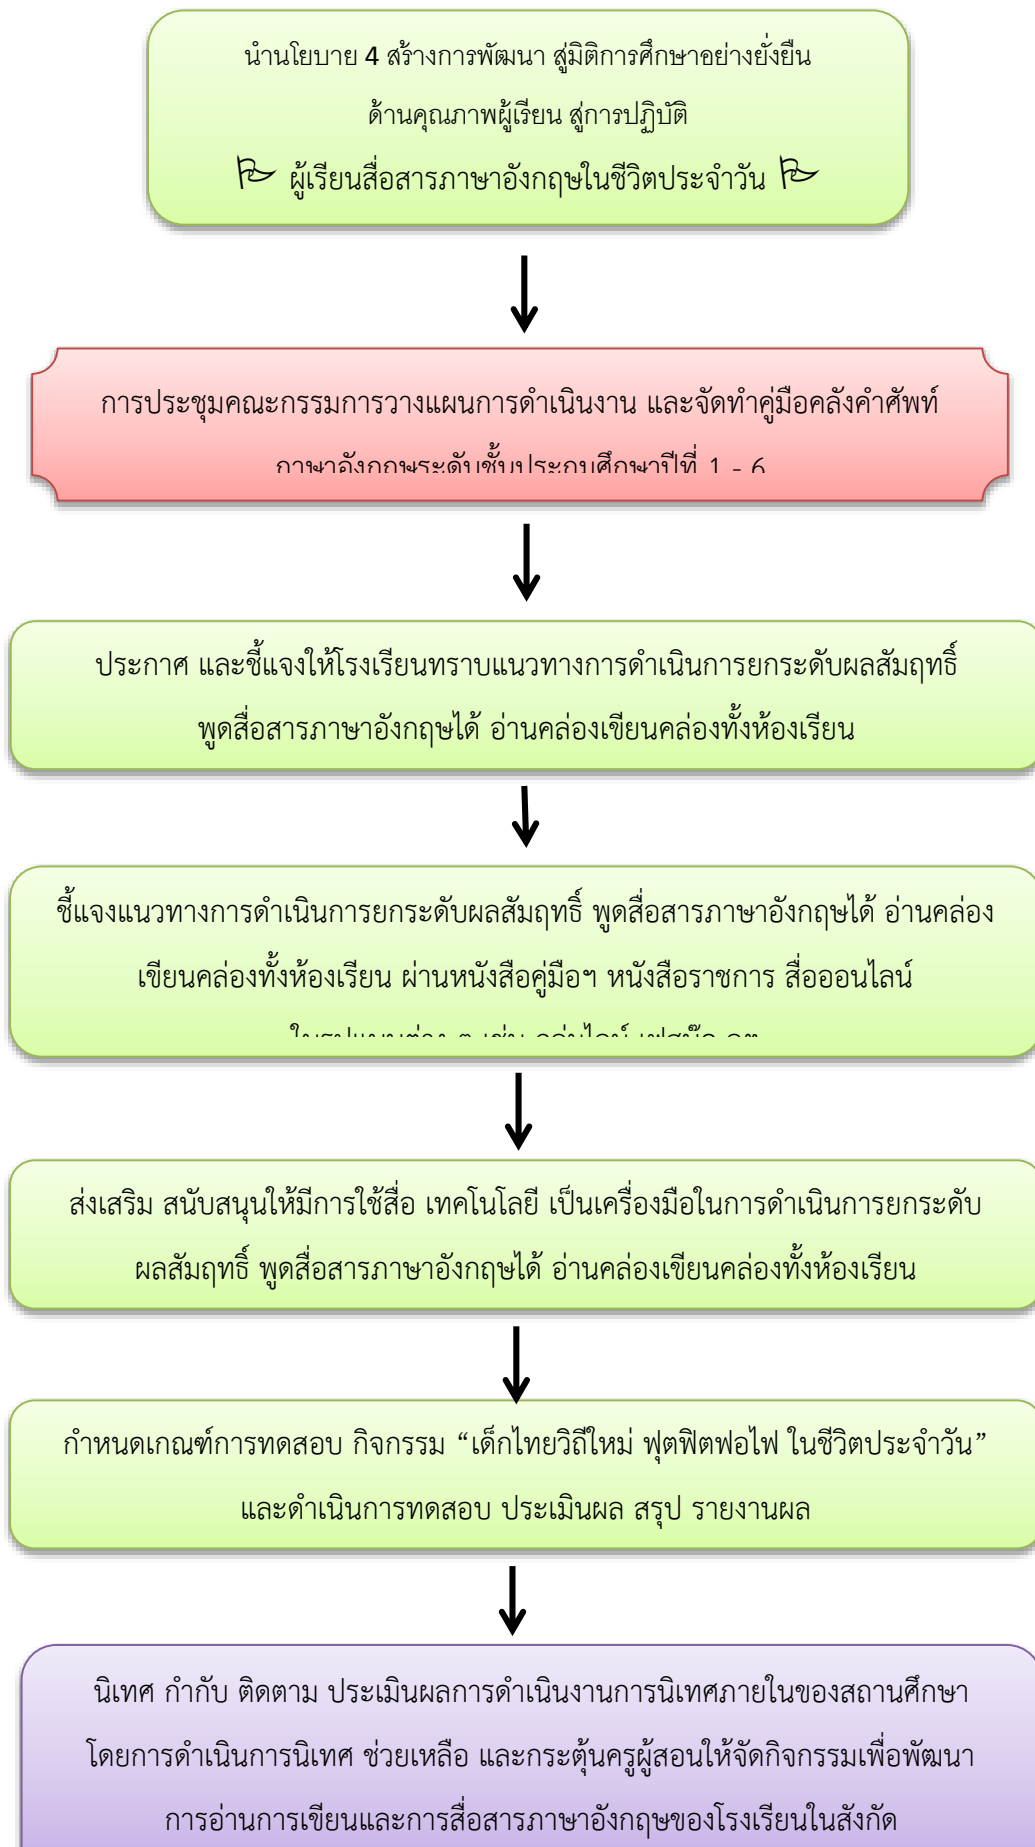 นำนโยบาย 4 สร้างการพัฒนา สู่มิติการศึกษาอย่างยั่งยืน
ด้านคุณภาพผู้เรียน สู่การปฏิบัติ
ผู้เรียนสื่อสารภาษาอังกฤษในชีวิตประจำวัน
การประชุมคณะกรรมการวางแผนการดำเนินงาน และจัดทำคู่มือคลังคำศัพท์
ภาษาอังกฤษระดับชั้นประถมศึกษาปีที่ 1 - 6
ประกาศ และชี้แจงให้โรงเรียนทราบแนวทางการดำเนินการยกระดับผลสัมฤทธิ์
พูดสื่อสารภาษาอังกฤษได้ อ่านคล่องเขียนคล่องทั้งห้องเรียน
ชี้แจงแนวทางการดำเนินการยกระดับผลสัมฤทธิ์ พูดสื่อสารภาษาอังกฤษได้ อ่านคล่อง
เขียนคล่องทั้งห้องเรียน ผ่านหนังสือคู่มือฯ หนังสือราชการ สื่อออนไลน์
ในรูปแบบต่าง ๆ เช่น
ส่งเสริม สนับสนุนให้มีการใช้สื่อ เทคโนโลยี เป็นเครื่องมือในการดำเนินการยกระดับ
ผลสัมฤทธิ์ พูดสื่อสารภาษาอังกฤษได้ อ่านคล่องเขียนคล่องทั้งห้องเรียน
กำหนดเกณฑ์การทดสอบ กิจกรรม “เด็กไทยวิถีใหม่ ฟุตฟิตฟอไฟ ในชีวิตประจำวัน”
และดำเนินการทดสอบ ประเมินผล สรุป รายงานผล
นิเทศ กำกับ ติดตาม ประเมินผลการดำเนินงานการนิเทศภายในของสถานศึกษา
โดยการดำเนินการนิเทศ ช่วยเหลือ และกระตุ้นครูผู้สอนให้จัดกิจกรรมเพื่อพัฒนา
การอ่านการเขียนและการสื่อสารภาษาอังกฤษของโรงเรียนในสังกัด